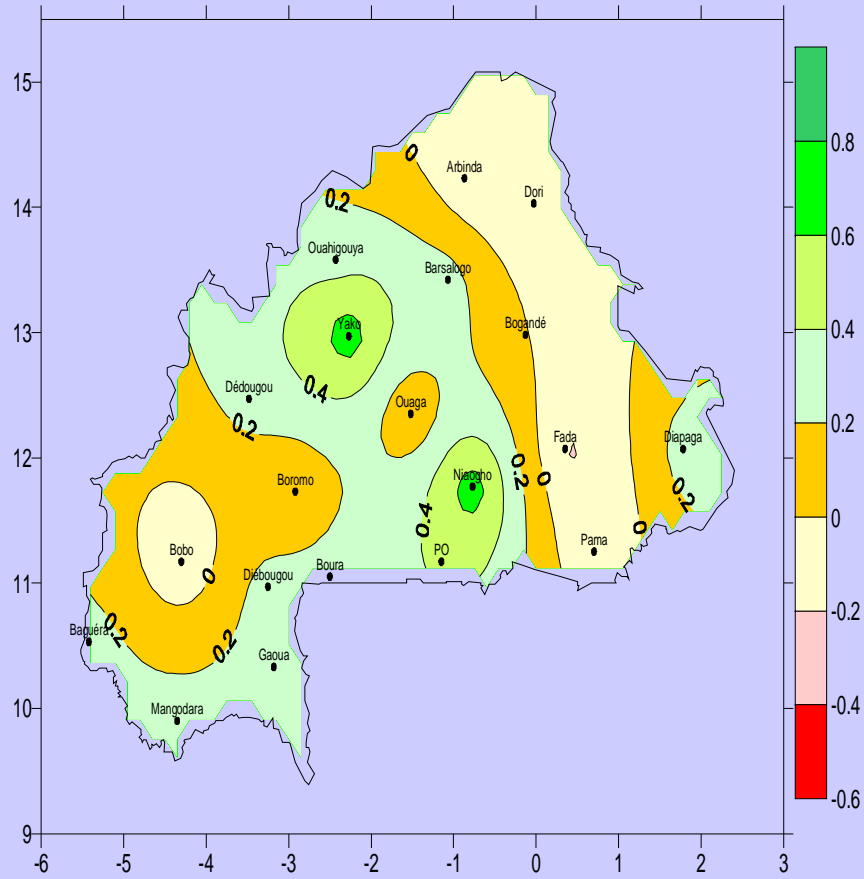 15
14
13
12
11
10
9
-6 -5 -4 -3 -2 -1 0 1 2 3
0.8
0.6
0.4
0.2
0
-0.2
-0.4
-0.6
0
Arbinda
0.2
Dori
Ouahigouya
Barsalogo
Yako
Bogandé
0.4
Dédougou
Ouaga
0.2
Fada
Diapaga
Niaogho
0.2
0
Boromo
0.2
0.4
0
Bobo
PO
Pama
0
Diébougou
Boura
0.2
Baguéra
0.2
Gaoua
Mangodara